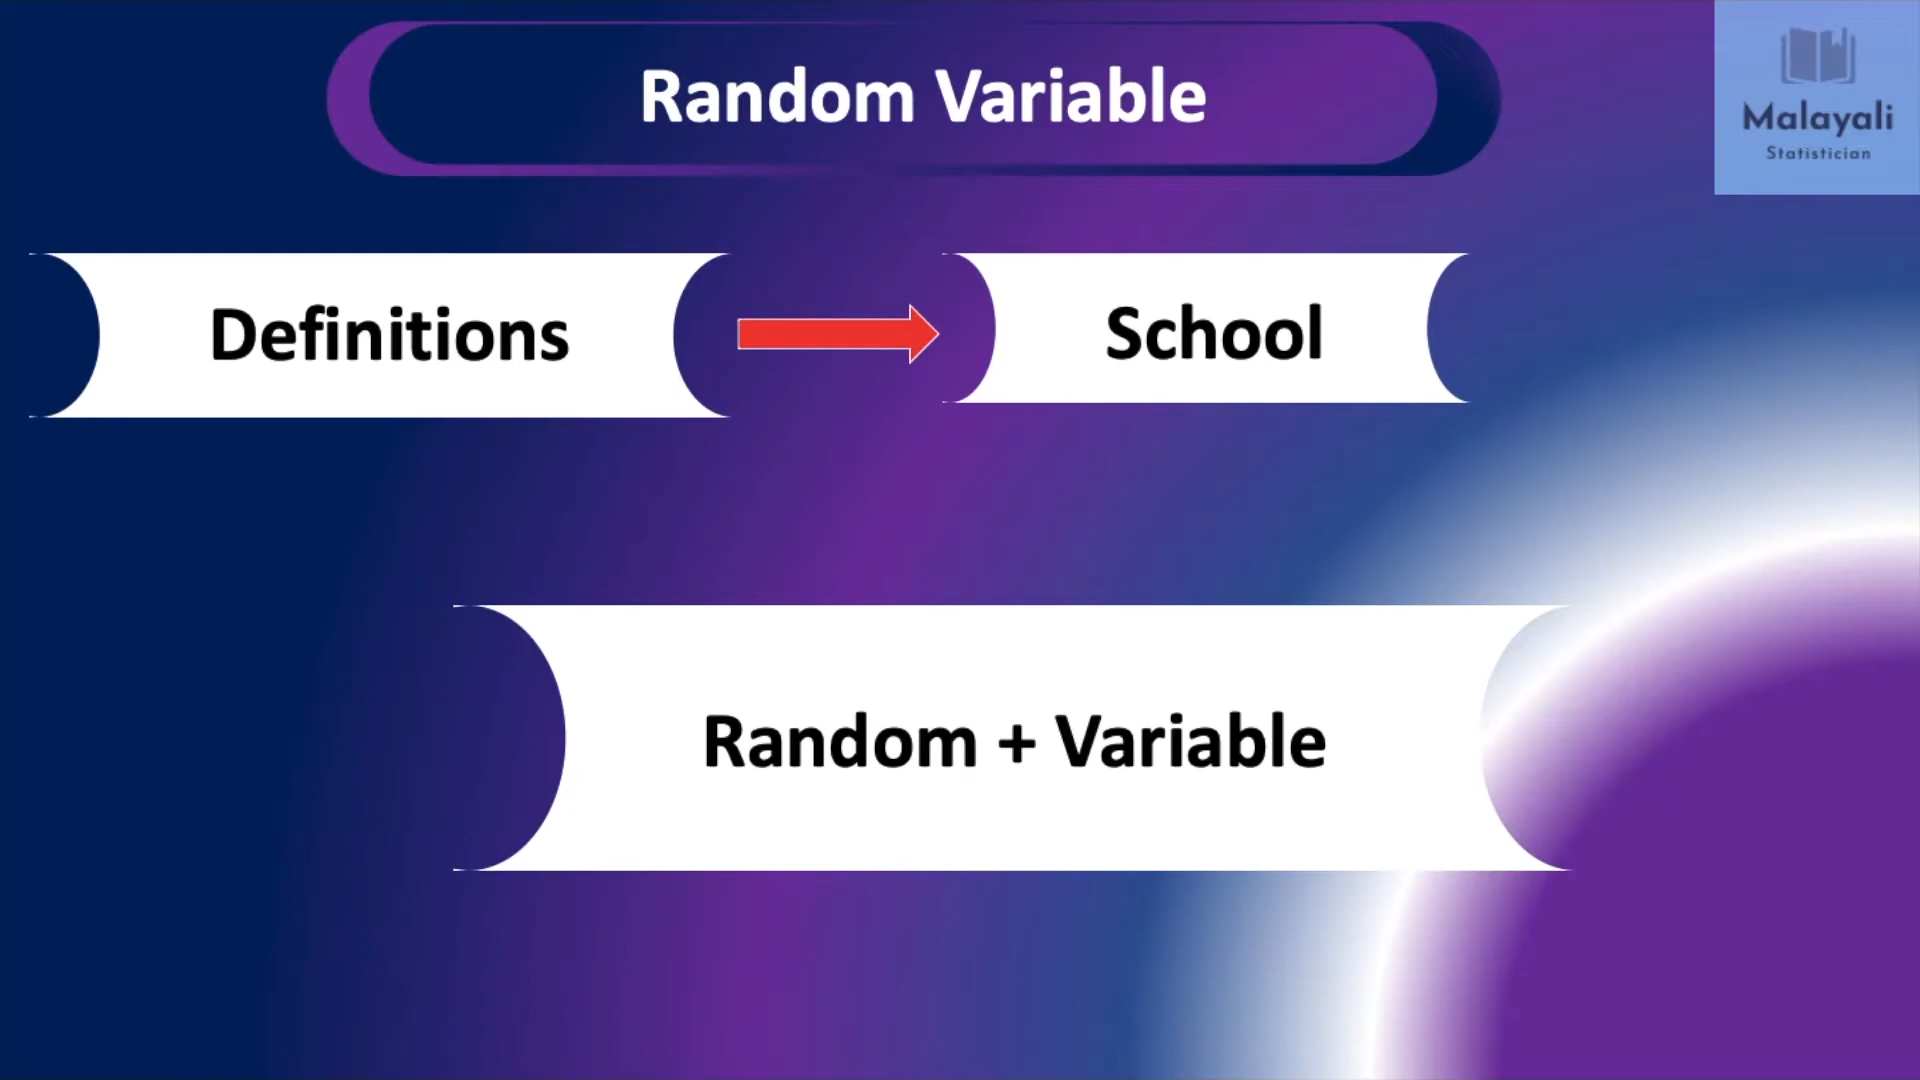 Random Variable
Malayali
Statistician
Definitions
School
Random + Variable